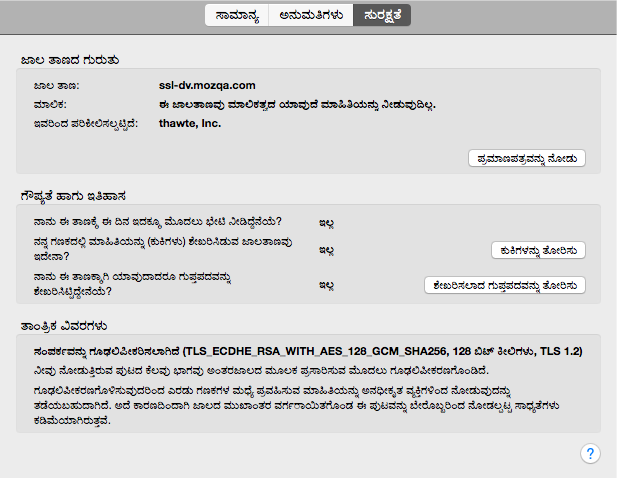 ಸಾಮಾನ್ಯ ಅನುಮತಿಗಳು ಸುರಕ್ಷತೆ
ಜಾಲ ತಾಣದ ಗುರುತು
ಜಾಲ ತಾಣ: ssl-dv.mozqa.com
ಮಾಲಿಕ: ಈ ಜಾಲತಾಣವು ಮಾಲಿಕತ್ವದ ಯಾವುದೆ ಮಾಹಿತಿಯನ್ನು ನೀಡುವುದಿಲ್ಲ.
ಇವರಿಂದ ಪರಿಶೀಲಿಸಲ್ಪಟ್ಟಿದೆ: thawte, Inc.
ಪ್ರಮಾಣಪತ್ರವನ್ನು ನೋಡು
ಗೌಪ್ಯತೆ ಹಾಗು ಇತಿಹಾಸ
ನಾನು ಈ ತಾಣಕ್ಕೆ ಈ ದಿನ ಇದಕ್ಕೂ ಮೊದಲು ಭೇಟಿ ನೀಡಿದ್ದೆನೆಯೆ? ಇಲ್ಲ
ನನ್ನ ಗಣಕದಲ್ಲಿ ಮಾಹಿತಿಯನ್ನು (ಕುಕಿಗಳು) ಶೇಖರಿಸಿಡುವ ಜಾಲತಾಣವು
ಇದೇನಾ? ಇಲ್ಲ ಕುಕಿಗಳನ್ನು ತೋರಿಸು
ನಾನು ಈ ತಾಣಕ್ಕಾಗಿ ಯಾವುದಾದರೂ ಗುಪ್ತಪದವನ್ನು
ಶೇಖರಿಸಿಟ್ಟಿದ್ದೇನೆಯೆ? ಇಲ್ಲ ಶೇಖರಿಸಲಾದ ಗುಪ್ತಪದವನ್ನು ತೋರಿಸು
ತಾಂತ್ರಿಕ ವಿವರಗಳು
ಸಂಪರ್ಕವನ್ನು ಗೂಢಲಿಪೀಕರಿಸಲಾಗಿದೆ (TLS_ECDHE_RSA_WITH_AES_128_GCM_SHA256, 128 ಬಿಟ್ ಕೀಲಿಗಳು, TLS 1.2)
ನೀವು ನೋಡುತ್ತಿರುವ ಪುಟದ ಕೆಲವು ಭಾಗವು ಅಂತರಜಾಲದ ಮೂಲಕ ಪ್ರಸಾರಿಸುವ ಮೊದಲು ಗೂಢಲಿಪೀಕರಣಗೊಂಡಿದೆ.
ಗೂಢಲಿಪೀಕರಣಗೊಳಿಸುವುದರಿಂದ ಎರಡು ಗಣಕಗಳ ಮಧ್ಯೆ ಪ್ರವಹಿಸುವ ಮಾಹಿತಿಯನ್ನು ಅನಧೀಕೃತ ವ್ಯಕ್ತಿಗಳಿಂದ ನೋಡುವುದನ್ನು
ತಡೆಯಬಹುದಾಗಿದೆ. ಅದೆ ಕಾರಣದಿಂದಾಗಿ ಜಾಲದ ಮುಖಾಂತರ ವರ್ಗರಾಯಿತಗೊಂಡ ಈ ಪುಟವನ್ನು ಬೇರೊಬ್ಬರಿಂದ ನೋಡಲ್ಪಟ್ಟ ಸಾಧ್ಯತೆಗಳು
ಕಡಿಮೆಯಾಗಿರುತ್ತವೆ.
?